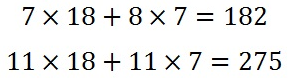 7 × 18 + 8 × 7 = 182
11 × 18 + 11 × 7 = 275